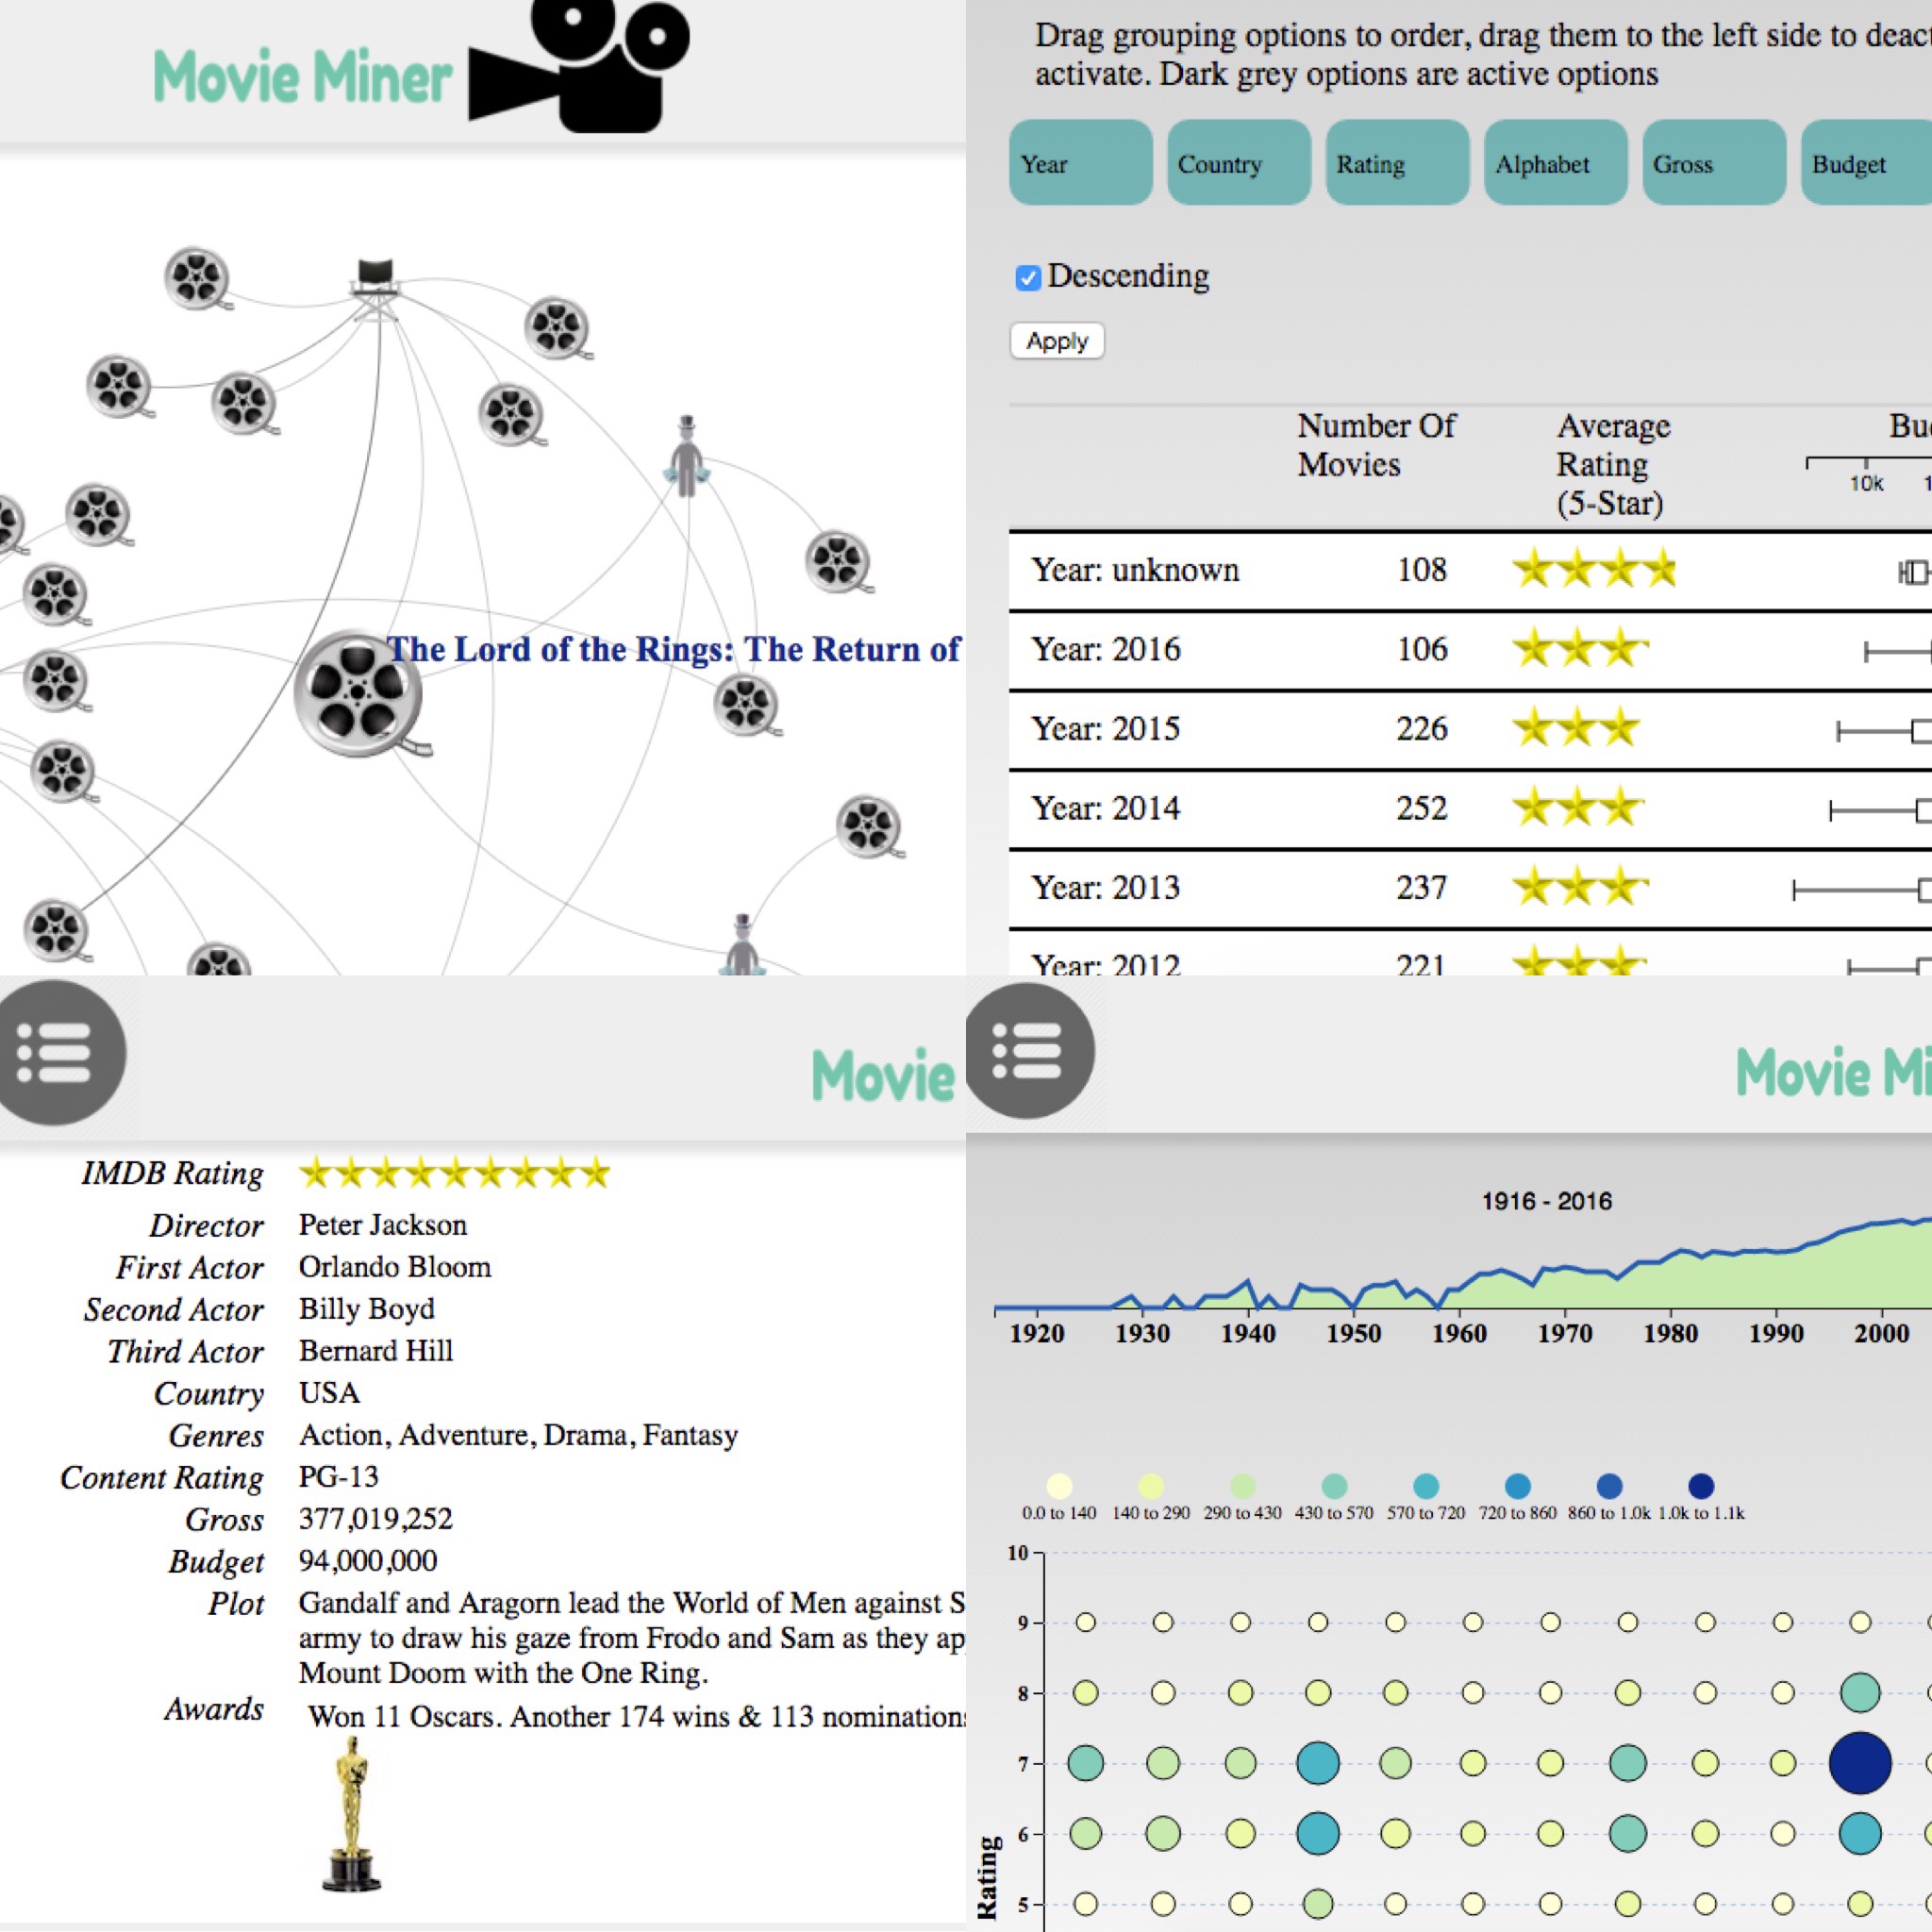 Movie Miner
The Lord of the Rings: The Return of
Drag grouping options to order, drag them to the left side to deact
activate. Dark grey options are active options
Year Country Rating Alphabet Gross Budget
Descending
Apply
Number Of Movies Average Rating (5-Star) Bu
10k 1
Year: unknown 108
Year: 2016 106
Year: 2015 226
Year: 2014 252
Year: 2013 237
Year: 2012 221
Movie
IMDB Rating
Director Peter Jackson
First Actor Orlando Bloom
Second Actor Billy Boyd
Third Actor Bernard Hill
Country USA
Genres Action, Adventure, Drama, Fantasy
Content Rating PG-13
Gross 377,019,252
Budget 94,000,000
Plot Gandalf and Aragorn lead the World of Men against S
army to draw his gaze from Frodo and Sam as they ap
Mount Doom with the One Ring.
Awards Won 11 Oscars. Another 174 wins & 113 nominations
Movie Mi
1916 - 2016
1920 1930 1940 1950 1960 1970 1980 1990 2000
0.0 to 140 140 to 290 290 to 430 430 to 570 570 to 720 720 to 860 860 to 1.0k 1.0k to 1.1k
10
9
8
7
6
5
Rating